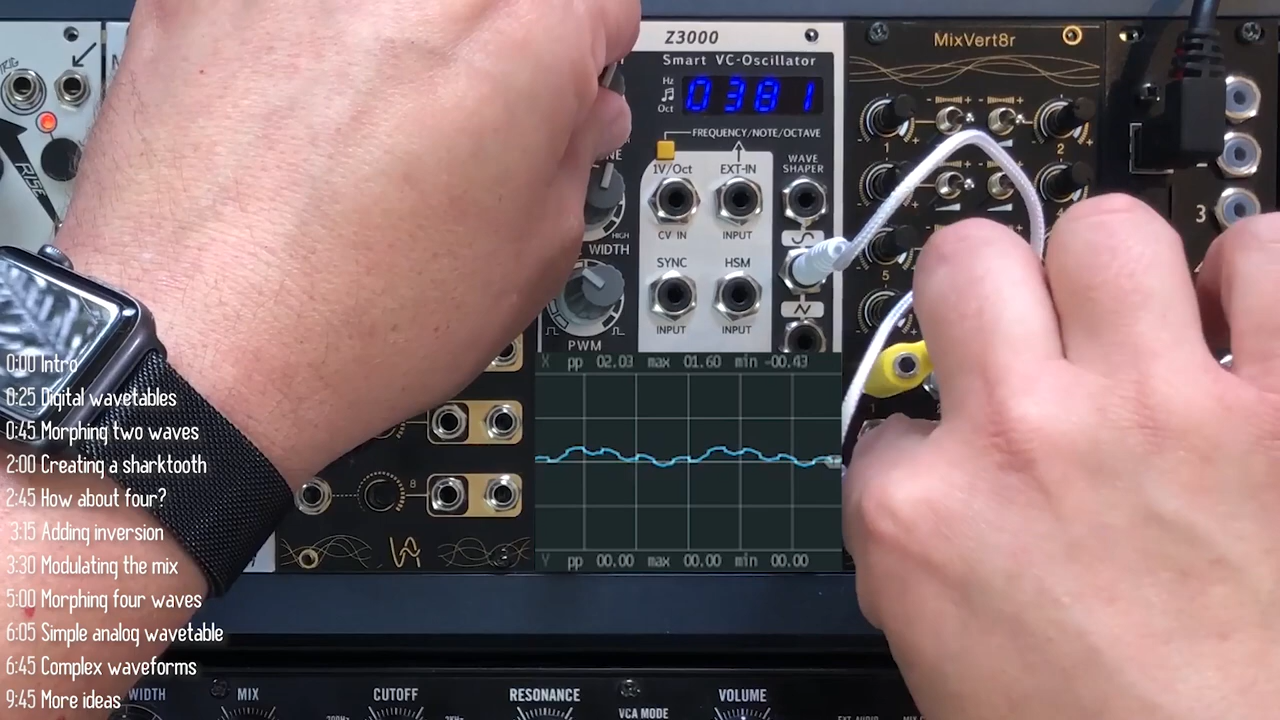 TRIG
RISE
Z3000
Smart VC-Oscillator
Hz
Oct
0381
FREQUENCY/NOTE/OCTAVE
1V/Oct
EXT-IN
WAVE
SHAPER
CV IN
INPUT
HIGH
WIDTH
SYNC
HSM
INPUT
INPUT
PWM
MixVert8r
1
2
5
3
X pp 02.03 max 01.60 min -00.43
Y pp 00.00 max 00.00 min 00.00
8
0:00 Intro
0:25 Digital wavetables
0:45 Morphing two waves
2:00 Creating a sharktooth
2:45 How about four?
3:15 Adding inversion
3:30 Modulating the mix
5:00 Morphing four waves
6:05 Simple analog wavetable
6:45 Complex waveforms
9:45 More ideas
WIDTH
MIX
CUTOFF
RESONANCE
VCA MODE
VOLUME